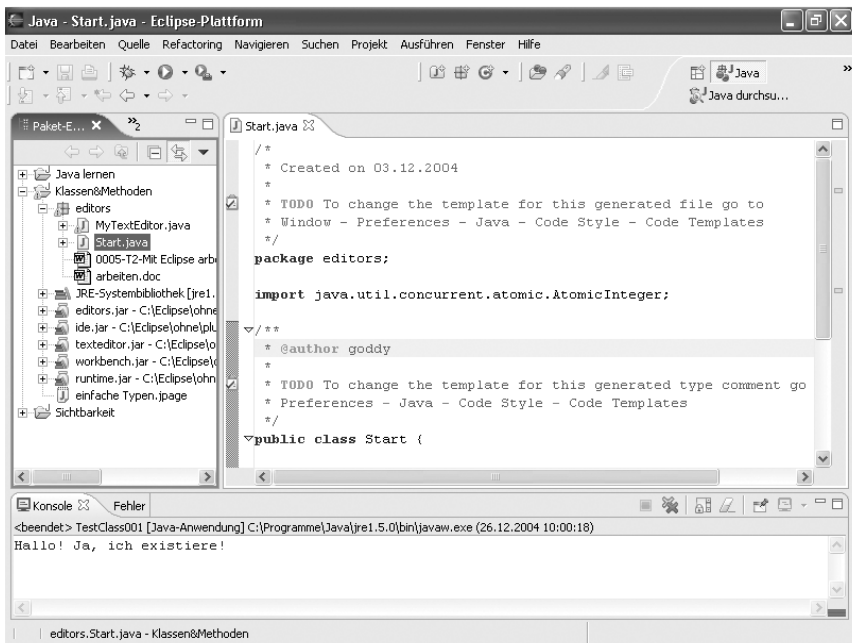 Java - Start.java - Eclipse-Plattform
Datei Bearbeiten Quelle Refactoring Navigieren Suchen Projekt Ausführen Fenster Hilfe
Java
»
Java durchsu...
Paket-E... »2
Start.java
Java lernen
Klassen&Methoden
editors
MyTextEditor.java
Start.java
0005-T2-Mit Eclipse arbe
arbeiten.doc
JRE-Systembibliothek [jre1.
editors.jar - C:\Eclipse\ohne
ide.jar - C:\Eclipse\ohne\plu
texteditor.jar - C:\Eclipse\o
workbench.jar - C:\Eclipse\o
runtime.jar - C:\Eclipse\ohn
einfache Typen.jpage
Sichtbarkeit
/*
* Created on 03.12.2004
*
* TODO To change the template for this generated file go to
* Window - Preferences - Java - Code Style - Code Templates
*/
package editors;
import java.util.concurrent.atomic.AtomicInteger;
/**
* @author goddy
*
* TODO To change the template for this generated type comment go
* Preferences - Java - Code Style - Code Templates
*/
public class Start {
Konsole Fehler
<beendet> TestClass001 [Java-Anwendung] C:\Programme\Java\jre1.5.0\bin\javaw.exe (26.12.2004 10:00:18)
Hallo! Ja, ich existiere!
editors.Start.java - Klassen&Methoden